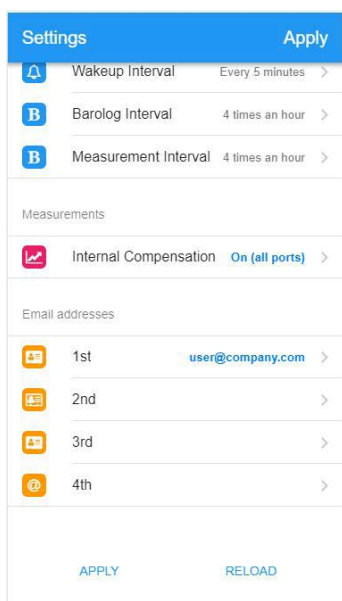 Settings Apply
Wakeup Interval Every 5 minutes
B Barolog Interval 4 times an hour
B Measurement Interval 4 times an hour
Measurements
Internal Compensation On (all ports)
Email addresses
1st user@company.com
2nd
3rd
@ 4th
APPLY RELOAD